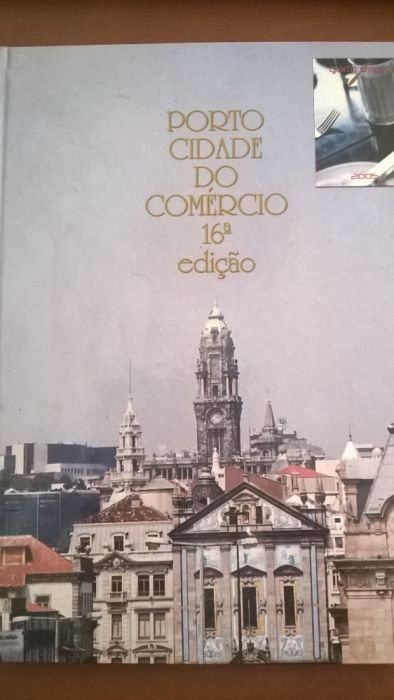 PORTO
CIDADE
DO
COMÉRCIO
16ª
edição
2005